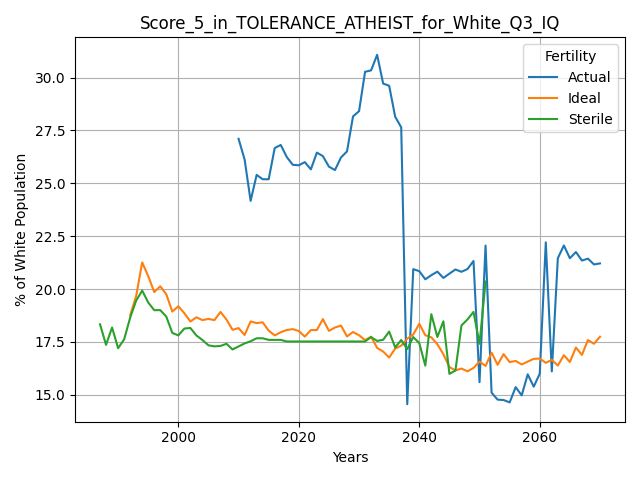 Score_5_in_TOLERANCE_ATHEIST_for_White_Q3_IQ
Fertility
Actual
Ideal
Sterile
% of White Population
30.0
27.5
25.0
22.5
20.0
17.5
15.0
2000
2020
2040
2060
Years